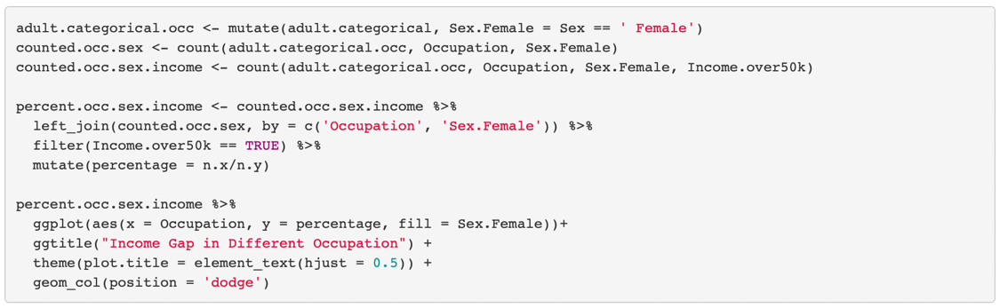 adult.categorical.occ <- mutate(adult.categorical, Sex.Female = Sex == ' Female')
counted.occ.sex <- count(adult.categorical.occ, Occupation, Sex.Female)
counted.occ.sex.income <- count(adult.categorical.occ, Occupation, Sex.Female, Income.over50k)

percent.occ.sex.income <- counted.occ.sex.income %>%
  left_join(counted.occ.sex, by = c('Occupation', 'Sex.Female')) %>%
  filter(Income.over50k == TRUE) %>%
  mutate(percentage = n.x/n.y)

percent.occ.sex.income %>%
  ggplot(aes(x = Occupation, y = percentage, fill = Sex.Female))+
  ggtitle("Income Gap in Different Occupation") +
  theme(plot.title = element_text(hjust = 0.5)) +
  geom_col(position = 'dodge')